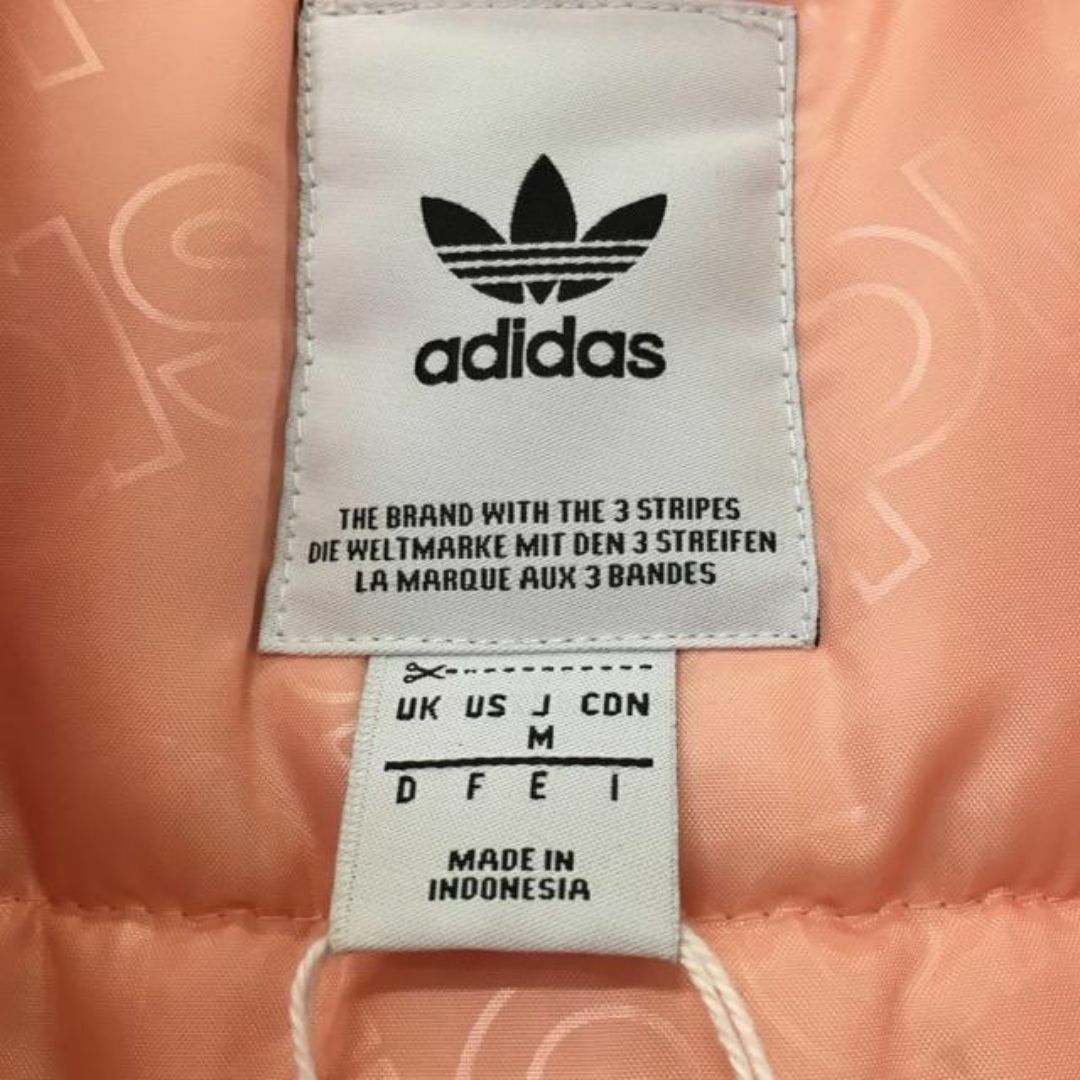 adidas
THE BRAND WITH THE 3 STRIPES
DIE WELTMARKE MIT DEN 3 STREIFEN
LA MARQUE AUX 3 BANDES
UK US J CDN
M
D F E I
MADE IN
INDONESIA